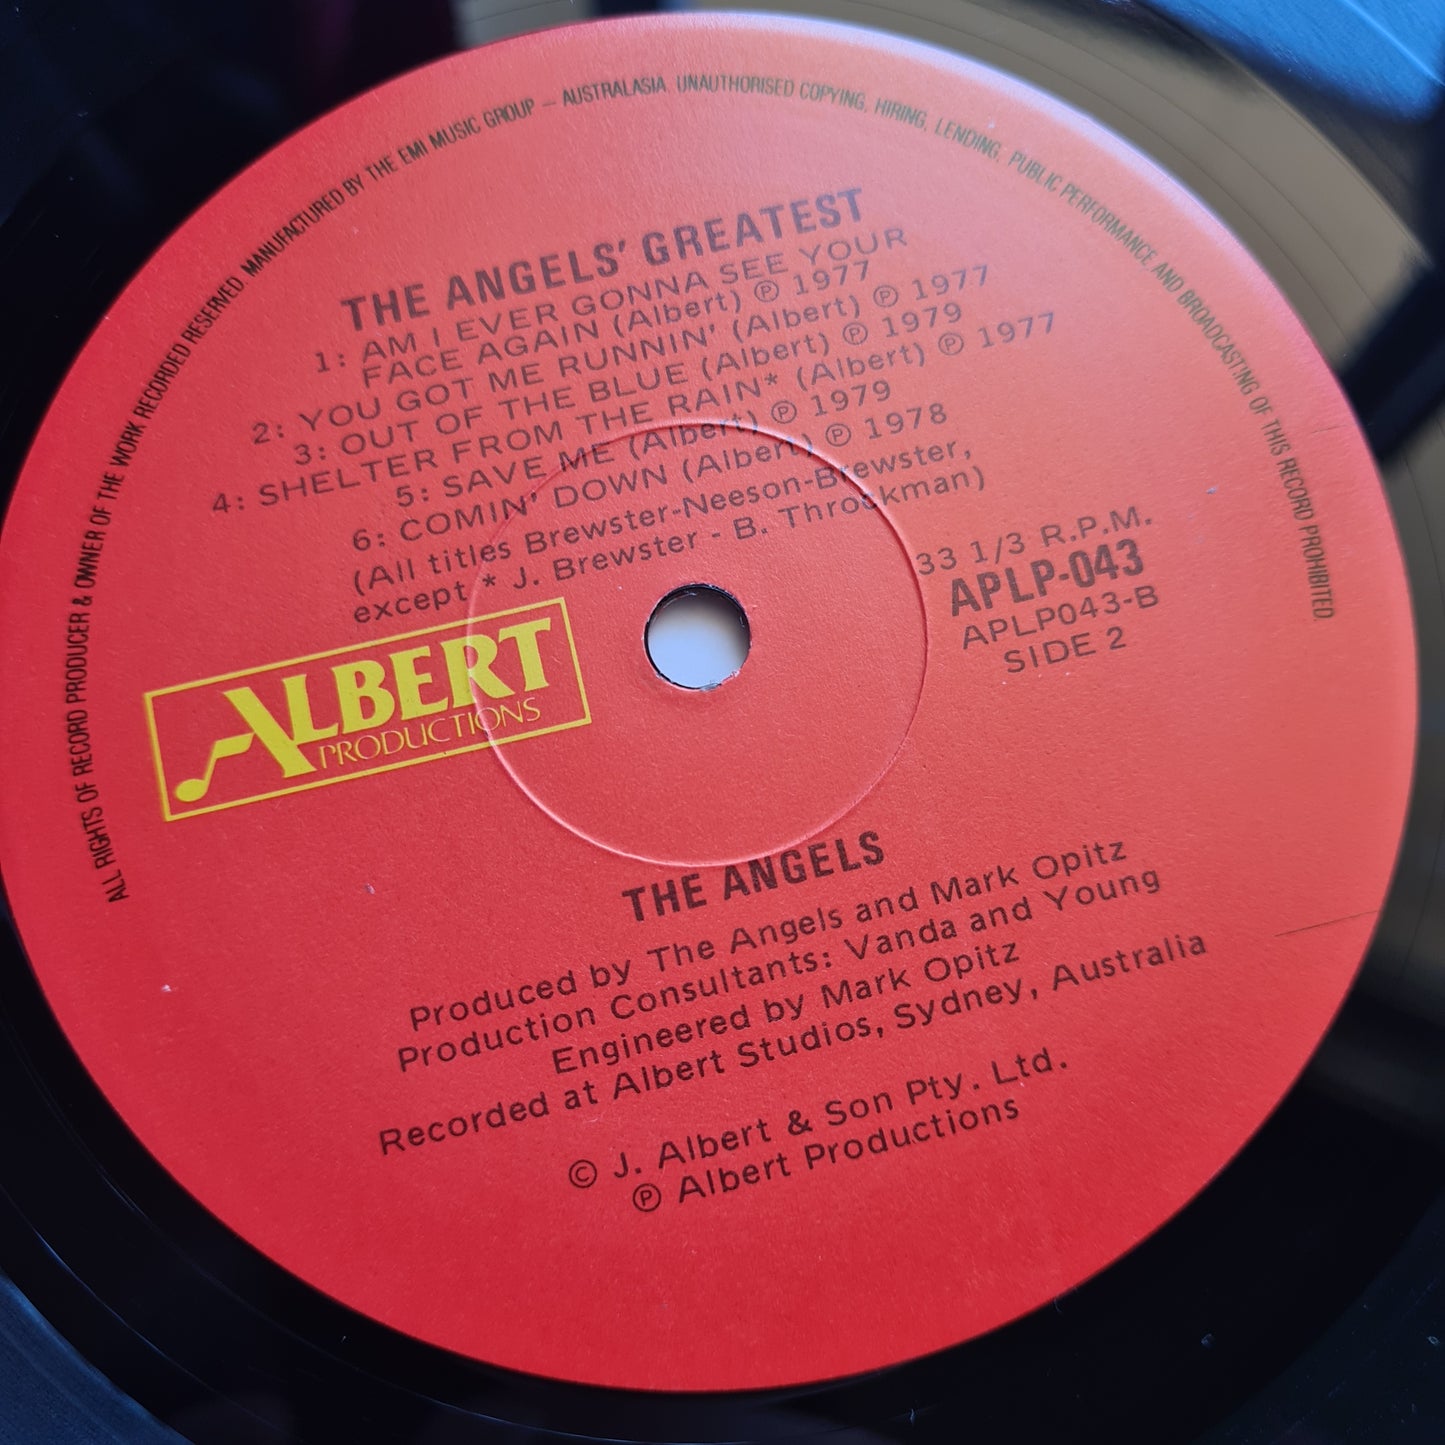 ALL RIGHTS OF RECORD PRODUCER & OWNER OF THE WORK RECORDED RESERVED. MANUFACTURED BY THE EMI MUSIC GROUP – AUSTRALASIA. UNAUTHORISED COPYING, HIRING, LENDING, PUBLIC PERFORMANCE AND BROADCASTING OF THIS RECORD PROHIBITED.
THE ANGELS' GREATEST
1: AM I EVER GONNA SEE YOUR
FACE AGAIN (Albert) ℗ 1977
2: YOU GOT ME RUNNIN' (Albert) ℗ 1977
3: OUT OF THE BLUE (Albert) ℗ 1979
4: SHELTER FROM THE RAIN* (Albert) ℗ 1977
5: SAVE ME (Albert) ℗ 1979
6: COMIN' DOWN (Albert) ℗ 1978
(All titles Brewster-Neeson-Brewster,
except * J. Brewster - B. Throckman)
33 1/3 R.P.M.
APLP-043
APLP043-B
SIDE 2
ALBERT
PRODUCTIONS
THE ANGELS
Produced by The Angels and Mark Opitz
Production Consultants: Vanda and Young
Engineered by Mark Opitz
Recorded at Albert Studios, Sydney, Australia
© J. Albert & Son Pty. Ltd.
℗ Albert Productions